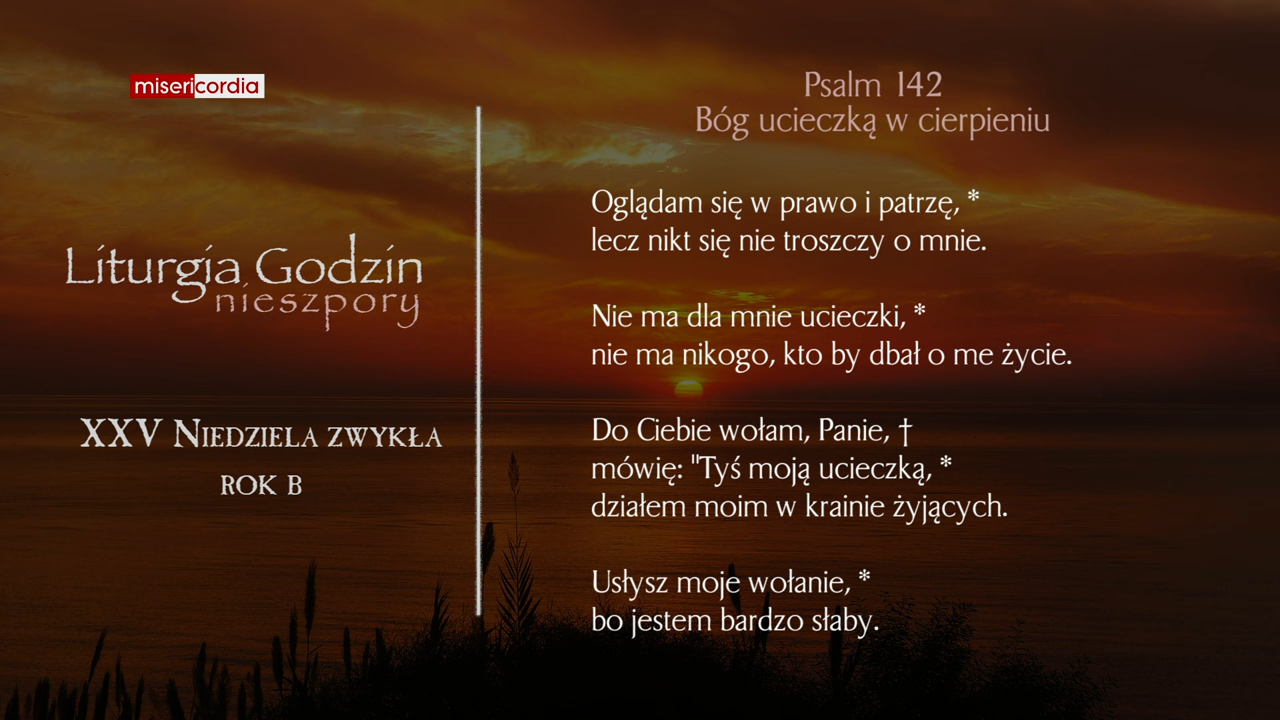 misericordia
Liturgia Godzin
nieszpory
XXV Niedziela zwykła
rok B
Psalm 142
Bóg ucieczką w cierpieniu
Oglądam się w prawo i patrzę, *
lecz nikt się nie troszczy o mnie.
Nie ma dla mnie ucieczki, *
nie ma nikogo, kto by dbał o me życie.
Do Ciebie wołam, Panie, †
mówię: "Tyś moją ucieczką, *
działem moim w krainie żyjących.
Usłysz moje wołanie, *
bo jestem bardzo słaby.